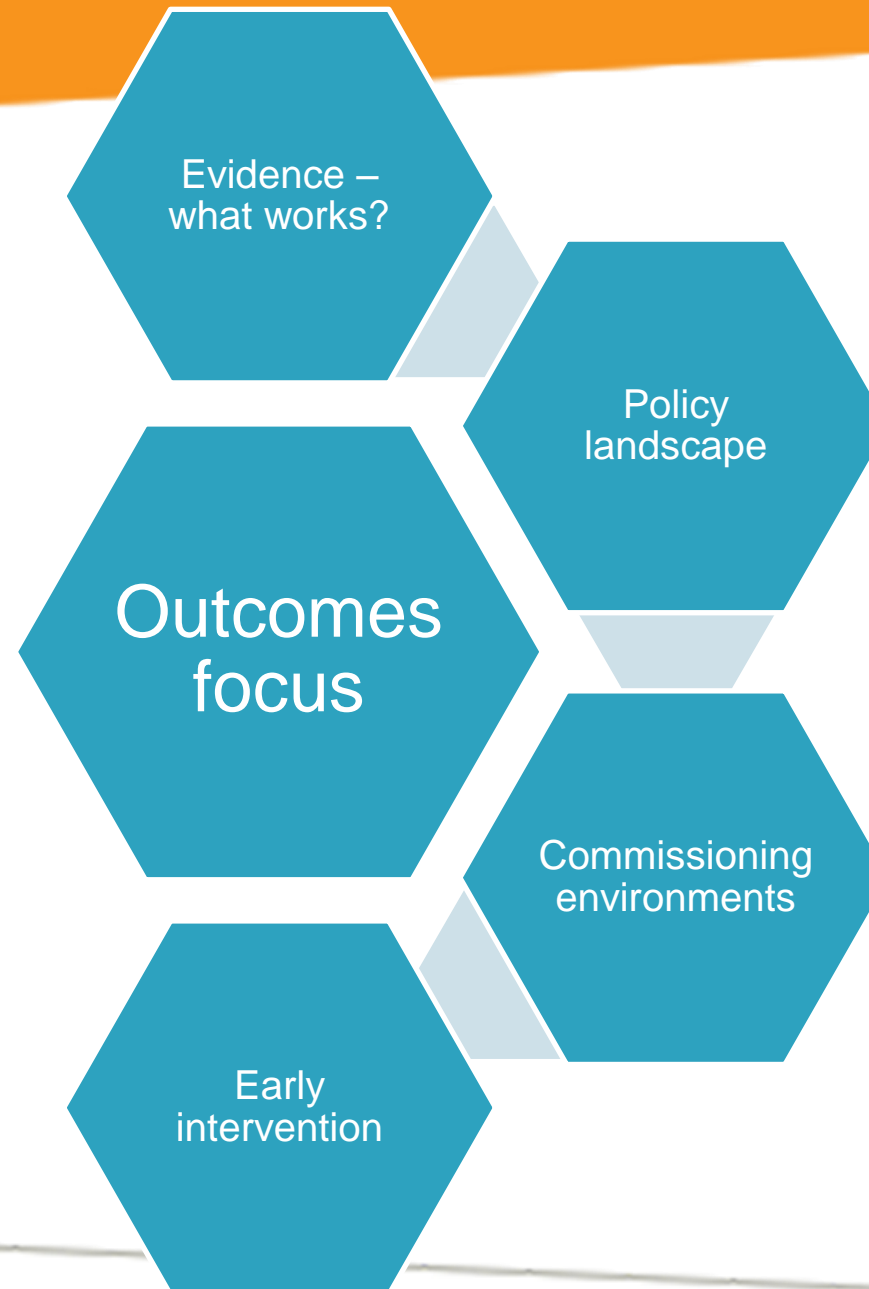 Evidence –
what works?
Policy
landscape
Outcomes
focus
Commissioning
environments
Early
intervention